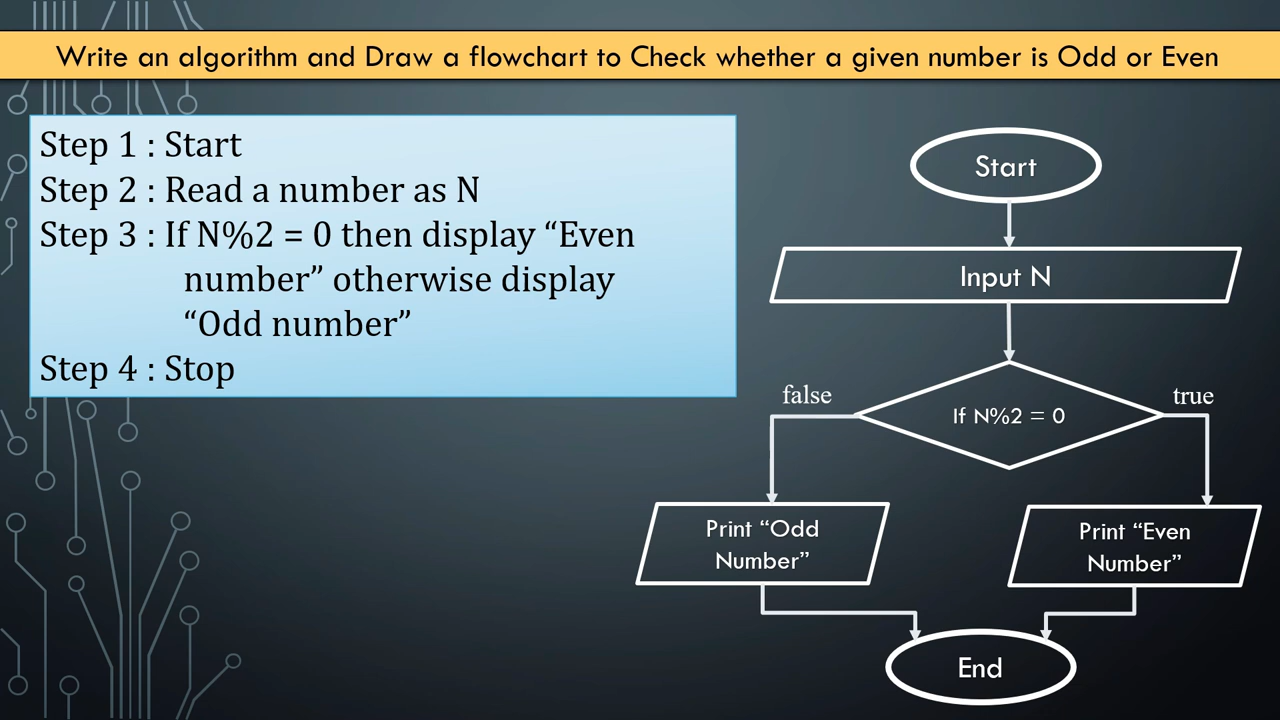 Write an algorithm and Draw a flowchart to Check whether a given number is Odd or Even
Step 1 : Start
Step 2 : Read a number as N
Step 3 : If N%2 = 0 then display “Even
number” otherwise display
“Odd number”
Step 4 : Stop
Start
Input N
If N%2 = 0
false
true
Print “Odd
Number”
Print “Even
Number”
End